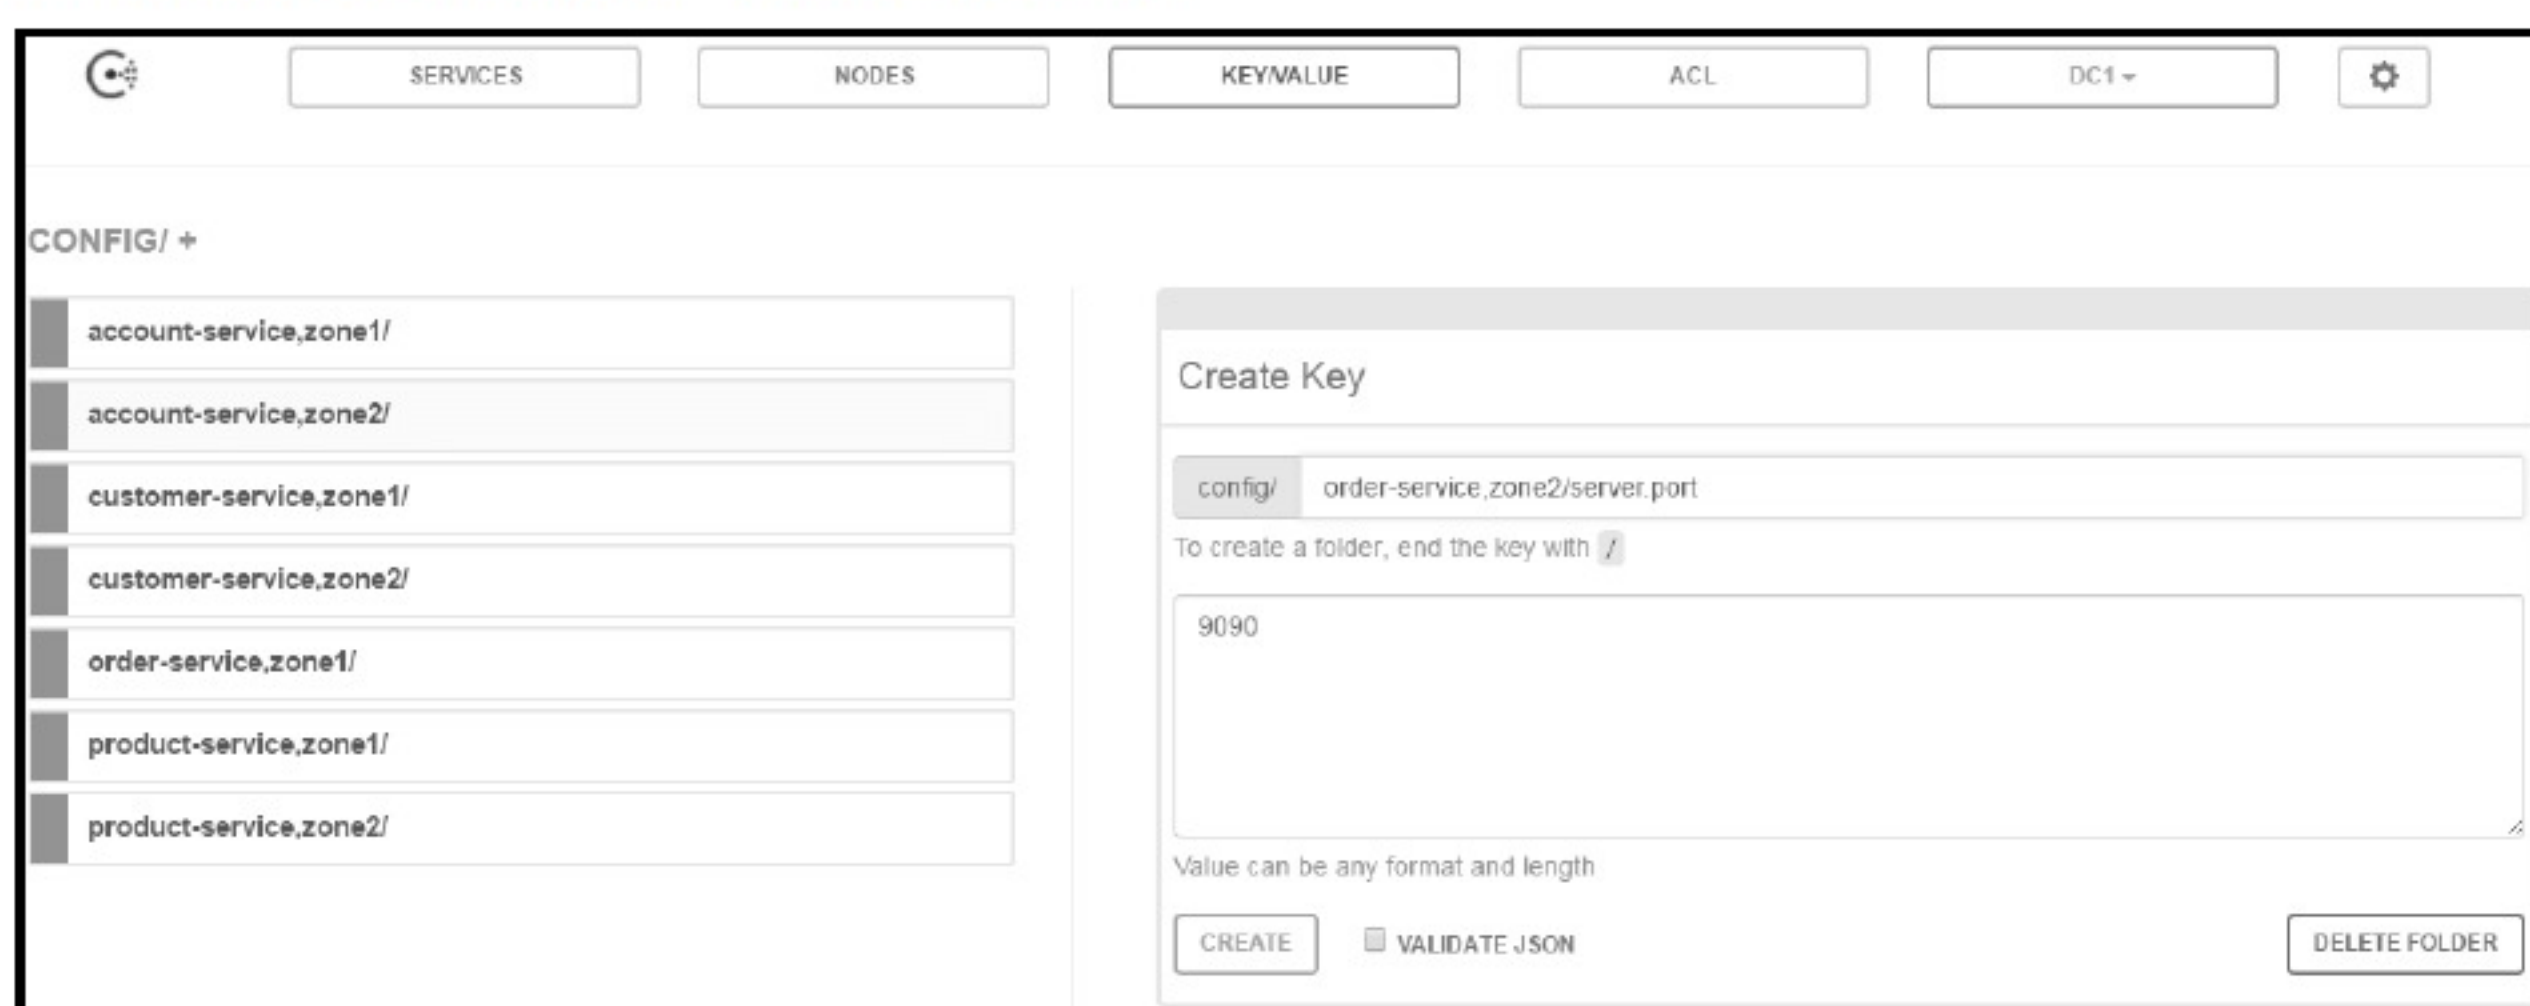 SERVICES NODES KEY/VALUE ACL DC1
CONFIG/ +
account-service,zone1/
account-service,zone2/
customer-service,zone1/
customer-service,zone2/
order-service,zone1/
product-service,zone1/
product-service,zone2/
Create Key
config/ order-service,zone2/server.port
To create a folder, end the key with /
9090
Value can be any format and length
CREATE VALIDATE JSON DELETE FOLDER